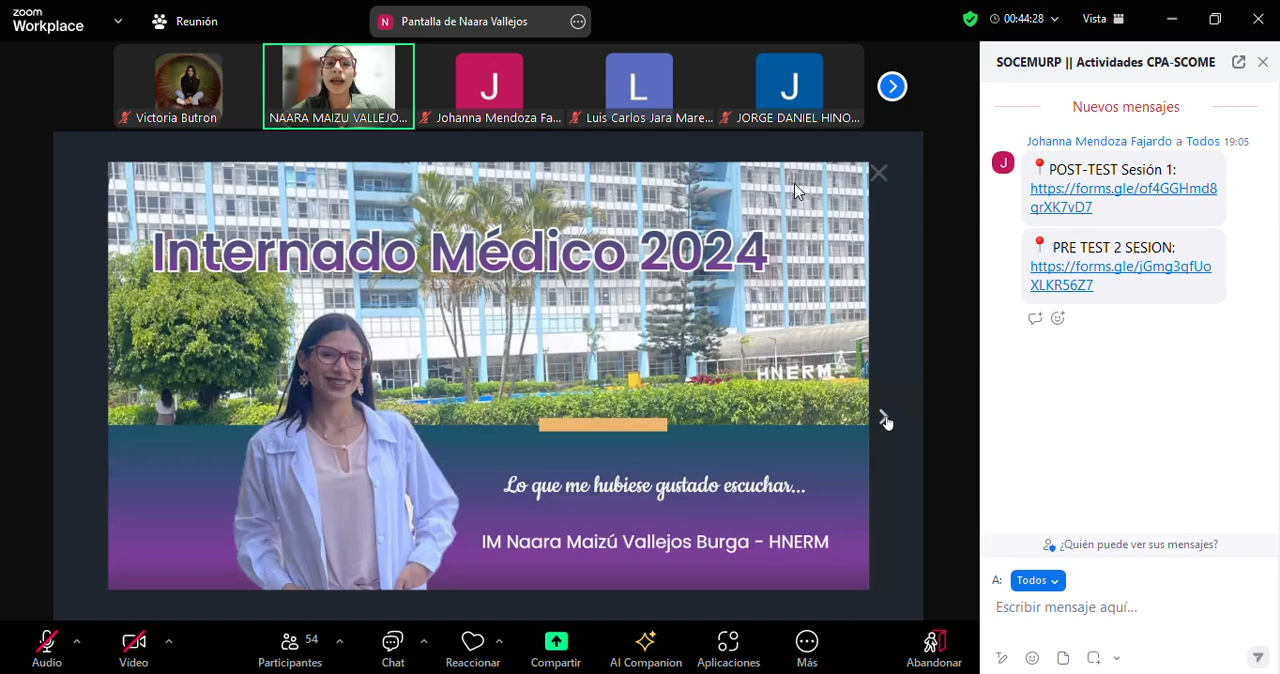 zoom
Workplace
Reunión
N Pantalla de Naara Vallejos
00:44:28
Vista
Victoria Butron
NAARA MAIZU VALLEJO...
J
Johanna Mendoza Fa...
L
Luis Carlos Jara Mare...
J
JORGE DANIEL HINO...
Internado Médico 2024
HNERM
Lo que me hubiese gustado escuchar...
IM Naara Maizú Vallejos Burga - HNERM
SOCEMURP || Actividades CPA-SCOME
Nuevos mensajes
Johanna Mendoza Fajardo a Todos 19:05
J
POST-TEST Sesión 1:
https://forms.gle/of4GGHmd8
qrXK7vD7
PRE TEST 2 SESION:
https://forms.gle/jGmg3qfUo
XLKR56Z7
¿Quién puede ver sus mensajes?
A: Todos
Escribir mensaje aquí...
Audio
Vídeo
54
Participantes
Chat
Reaccionar
Compartir
AI Companion
Aplicaciones
Más
Abandonar